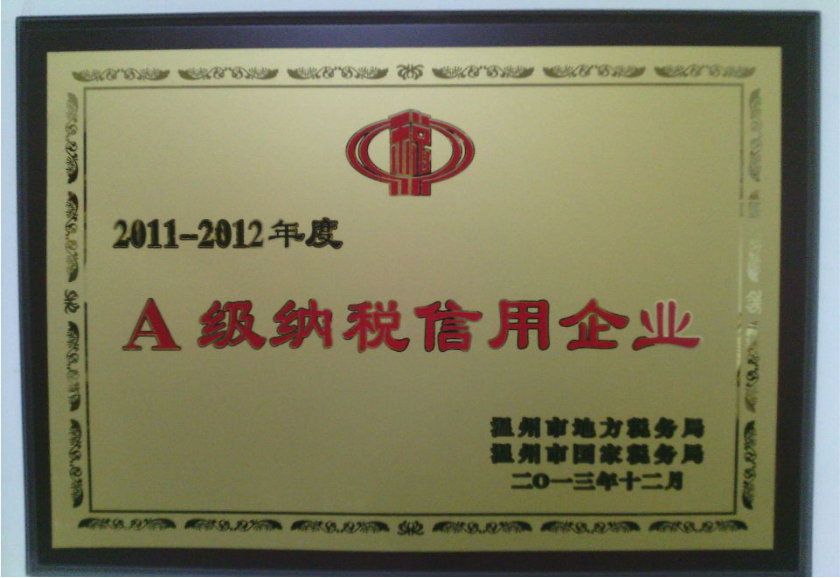 税
2011-2012年度
A级纳税信用企业
温州市地方税务局
温州市国家税务局
二〇一三年十二月